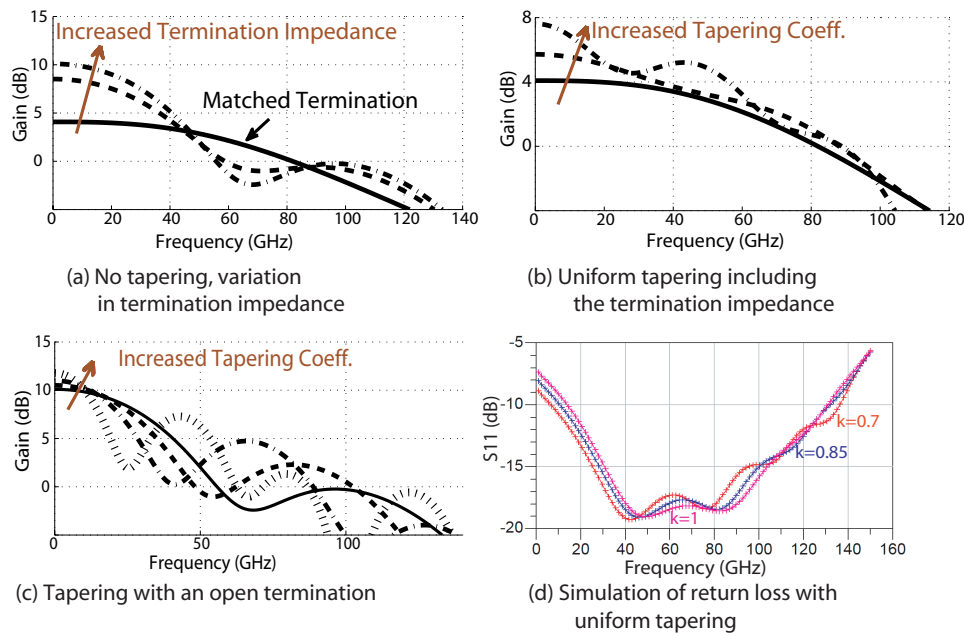 15
Increased Termination Impedance
10
5
0
Matched Termination
Gain (dB)
0 20 40 60 80 100 120 140
Frequency (GHz)
(a) No tapering, variation
in termination impedance
8
Increased Tapering Coeff.
4
0
-4
Gain (dB)
0 20 40 60 80 100 120
Frequency (GHz)
(b) Uniform tapering including
the termination impedance
15
Increased Tapering Coeff.
10
5
0
Gain (dB)
0 50 100
Frequency (GHz)
(c) Tapering with an open termination
-5
-10
-15
-20
S11 (dB)
k=0.7
k=0.85
k=1
0 20 40 60 80 100 120 140 160
Frequency (GHz)
(d) Simulation of return loss with
uniform tapering